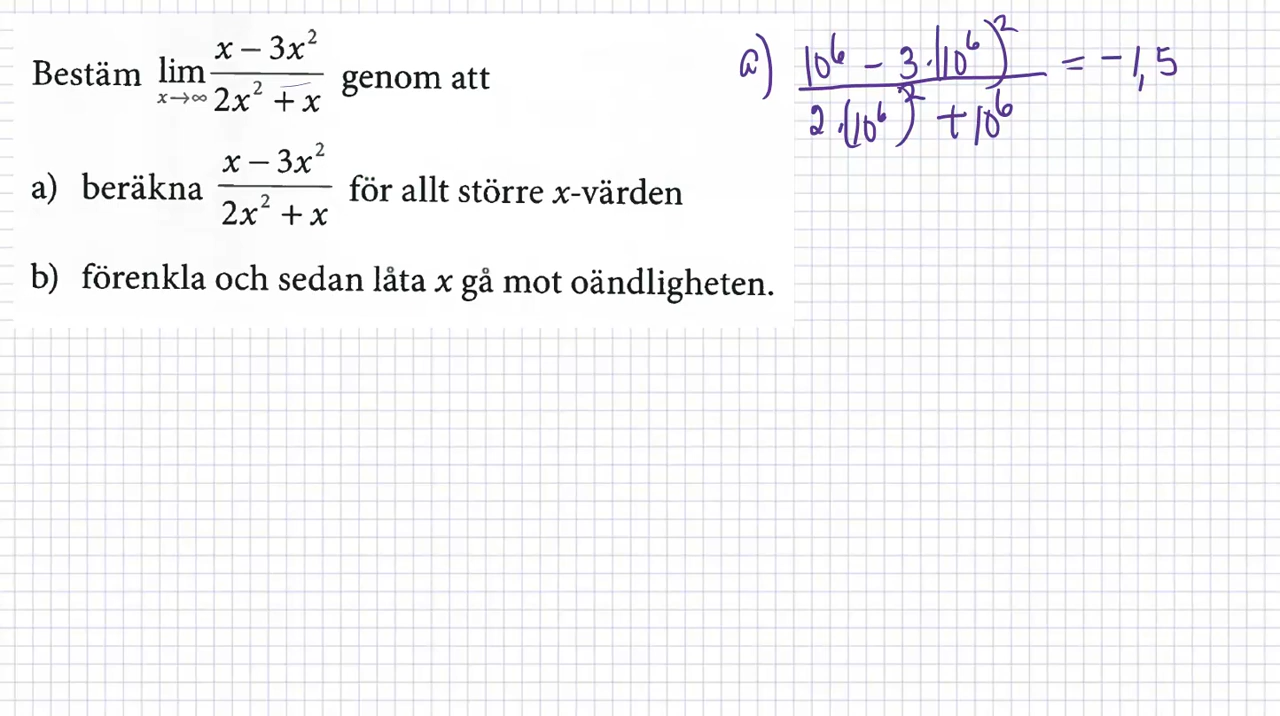 Bestäm lim x→∞ (x − 3x²)/(2x² + x) genom att
a) beräkna (x − 3x²)/(2x² + x) för allt större x-värden
b) förenkla och sedan låta x gå mot oändligheten.
a) (10⁶ − 3·(10⁶)²)/(2·(10⁶)² + 10⁶) = −1,5